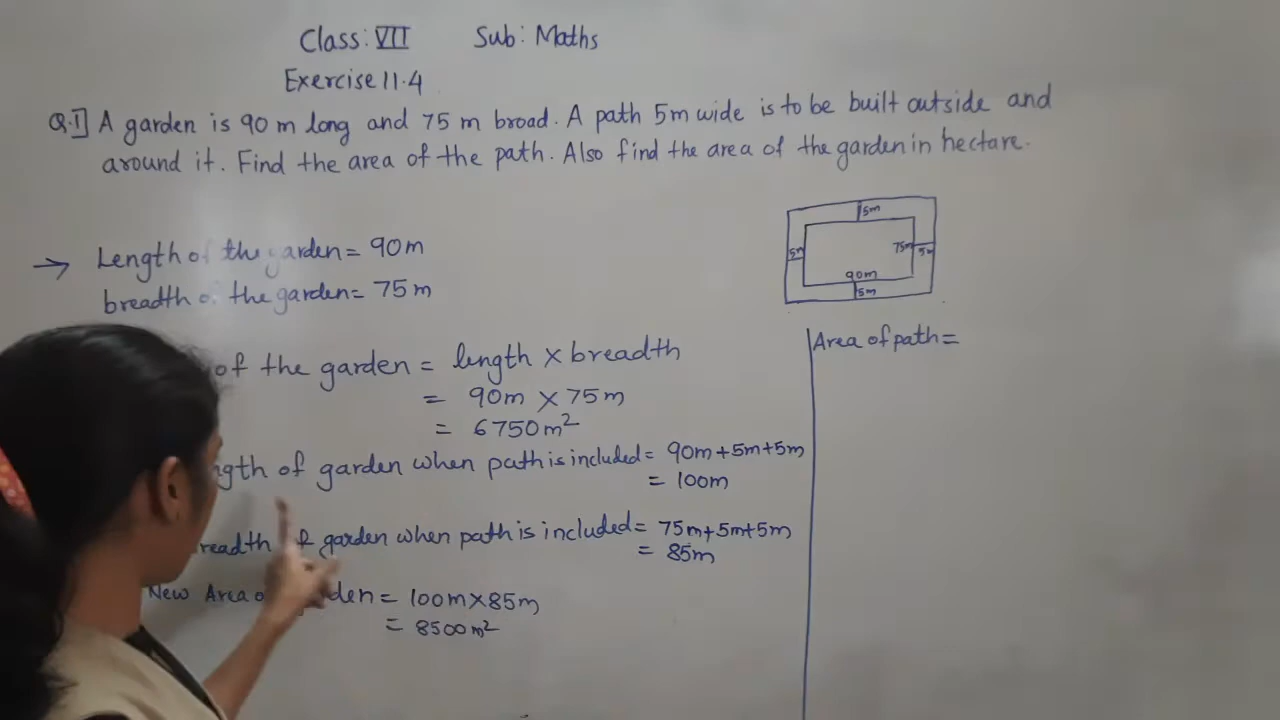 Class: VII Sub: Maths
Exercise 11.4
Q.1] A garden is 90 m long and 75 m broad. A path 5m wide is to be built outside and
around it. Find the area of the path. Also find the area of the garden in hectare.
5m
75m
5m
5m
90m
5m
→ Length of the garden = 90m
breadth of the garden = 75m
of the garden = length × breadth
= 90m × 75m
= 6750m²
of garden when path is included = 90m+5m+5m
= 100m
garden when path is included = 75m+5m+5m
= 85m
New Area = 100m×85m
= 8500m²
Area of path =